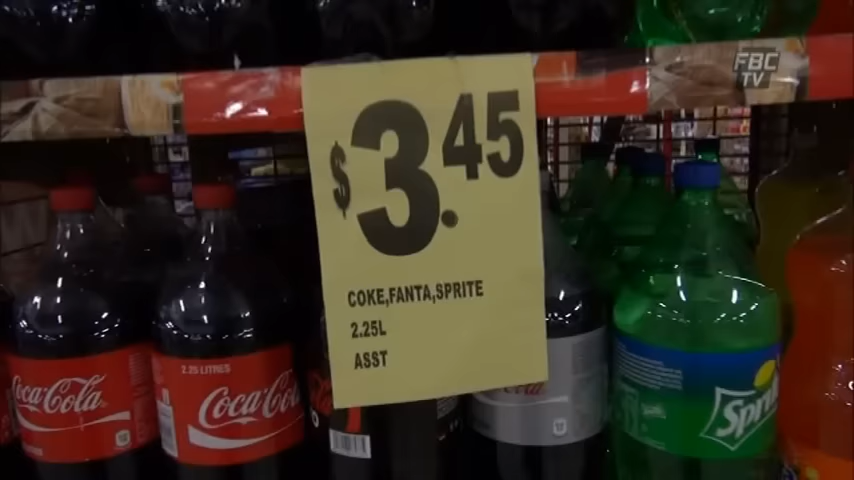 FBC
TV
$3.45
COKE,FANTA,SPRITE
2.25L
ASST
2.25 LITRES
Coca-Cola
Coca-Cola
Sprite